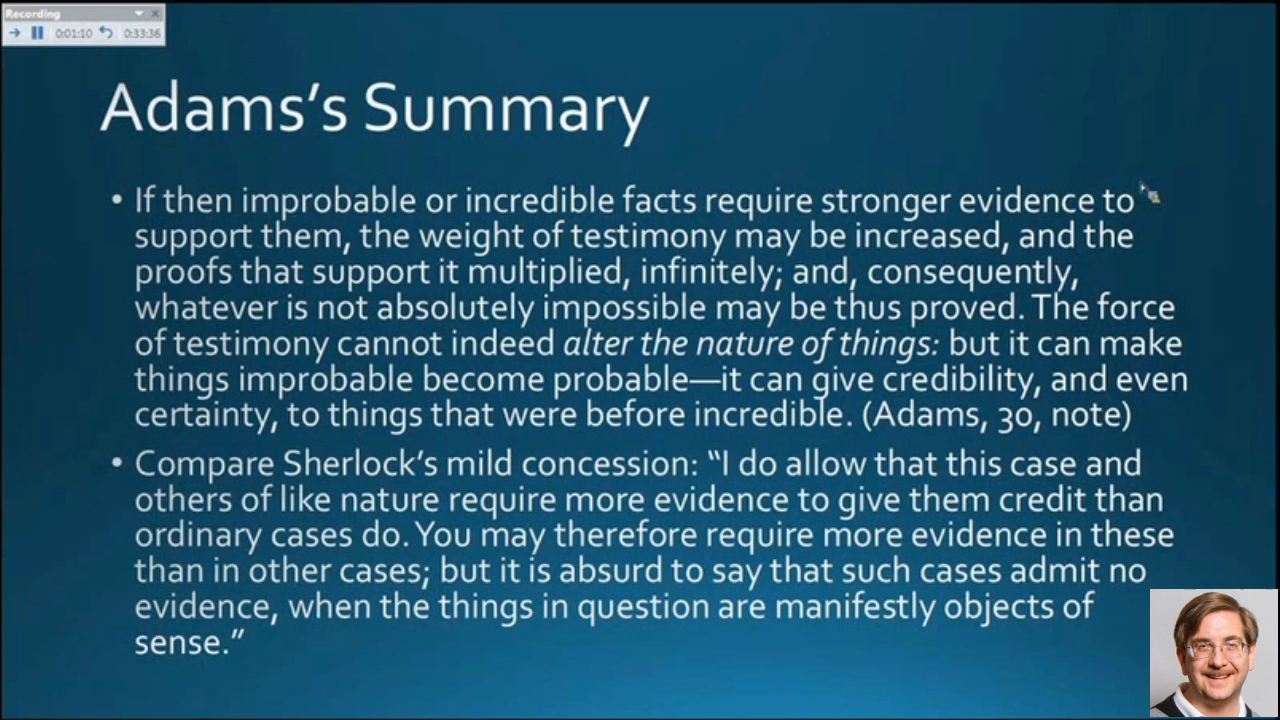 Recording
0:01:10 0:33:36
Adams's Summary
• If then improbable or incredible facts require stronger evidence to
support them, the weight of testimony may be increased, and the
proofs that support it multiplied, infinitely; and, consequently,
whatever is not absolutely impossible may be thus proved. The force
of testimony cannot indeed alter the nature of things: but it can make
things improbable become probable—it can give credibility, and even
certainty, to things that were before incredible. (Adams, 30, note)
• Compare Sherlock's mild concession: “I do allow that this case and
others of like nature require more evidence to give them credit than
ordinary cases do. You may therefore require more evidence in these
than in other cases; but it is absurd to say that such cases admit no
evidence, when the things in question are manifestly objects of
sense.”